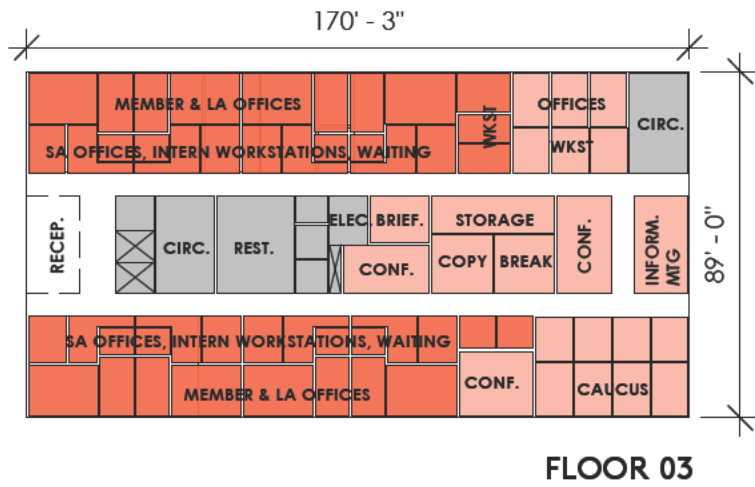 170' - 3"
MEMBER & LA OFFICES
OFFICES
WKST
CIRC.
SA OFFICES, INTERN WORKSTATIONS, WAITING
WKST
RECEP.
CIRC.
REST.
ELEC.
BRIEF.
STORAGE
CONF.
COPY
BREAK
CONF.
INFORM.
MTG
89' - 0"
SA OFFICES, INTERN WORKSTATIONS, WAITING
MEMBER & LA OFFICES
CONF.
CAUCUS
FLOOR 03